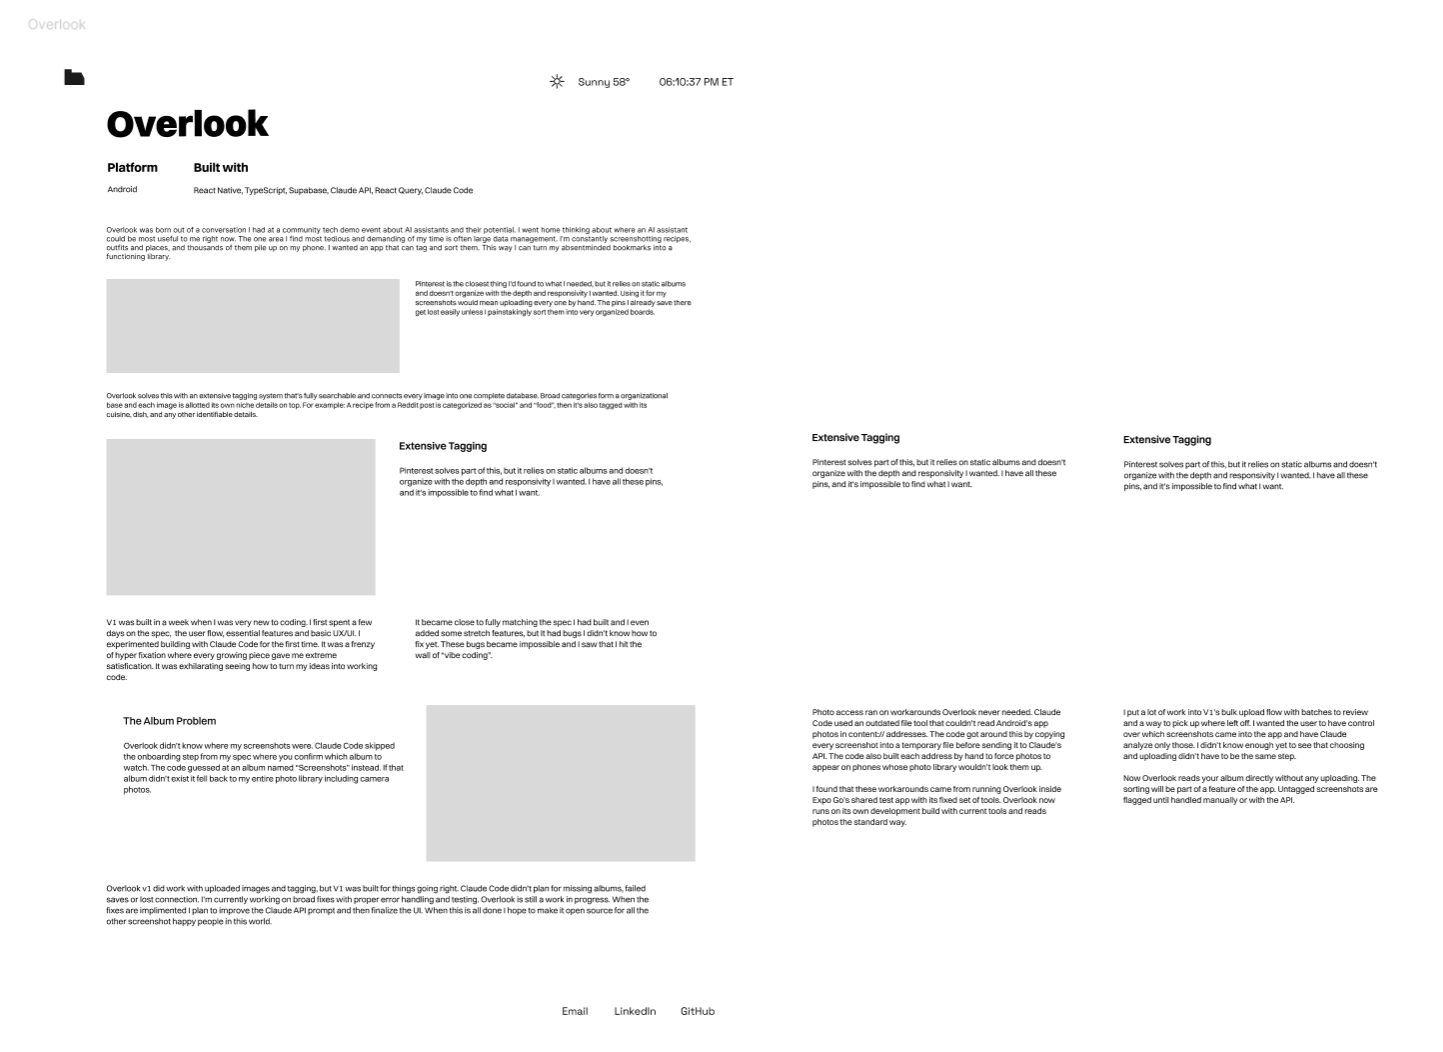 Overlook
Sunny 58°
06:10:37 PM ET
Overlook
Platform
Built with
Android
React Native, TypeScript, Supabase, Claude API, React Query, Claude Code
Overlook was born out of a conversation I had at a community tech demo event about AI assistants and their potential. I went home thinking about where an AI assistant
could be most useful to me right now. The one area I find most tedious and demanding of my time is often large data management. I'm constantly screenshotting recipes,
outfits and places, and thousands of them pile up on my phone. I wanted an app that can tag and sort them. This way I can turn my absentminded bookmarks into a
functioning library.
Pinterest is the closest thing I'd found to what I needed, but it relies on static albums
and doesn't organize with the depth and responsivity I wanted. Using it for my
screenshots would mean uploading every one by hand. The pins I already save there
get lost easily unless I painstakingly sort them into very organized boards.
Overlook solves this with an extensive tagging system that's fully searchable and connects every image into one complete database. Broad categories form a organizational
base and each image is allotted its own niche details on top. For example: A recipe from a Reddit post is categorized as “social” and “food”, then it's also tagged with its
cuisine, dish, and any other identifiable details.
Extensive Tagging
Pinterest solves part of this, but it relies on static albums and doesn't
organize with the depth and responsivity I wanted. I have all these pins,
and it's impossible to find what I want.
Extensive Tagging
Pinterest solves part of this, but it relies on static albums and doesn't
organize with the depth and responsivity I wanted. I have all these
pins, and it's impossible to find what I want.
Extensive Tagging
Pinterest solves part of this, but it relies on static albums and doesn't
organize with the depth and responsivity I wanted. I have all these
pins, and it's impossible to find what I want.
V1 was built in a week when I was very new to coding. I first spent a few
days on the spec,  the user flow, essential features and basic UX/UI. I
experimented building with Claude Code for the first time. It was a frenzy
of hyper fixation where every growing piece gave me extreme
satisfication. It was exhilarating seeing how to turn my ideas into working
code.
It became close to fully matching the spec I had built and I even
added some stretch features, but it had bugs I didn't know how to
fix yet. These bugs became impossible and I saw that I hit the
wall of “vibe coding”.
The Album Problem
Overlook didn't know where my screenshots were. Claude Code skipped
the onboarding step from my spec where you confirm which album to
watch. The code guessed at an album named “Screenshots” instead. If that
album didn't exist it fell back to my entire photo library including camera
photos.
Photo access ran on workarounds Overlook never needed. Claude
Code used an outdated file tool that couldn't read Android's app
photos in content:// addresses. The code got around this by copying
every screenshot into a temporary file before sending it to Claude's
API. The code also built each address by hand to force photos to
appear on phones whose photo library wouldn't look them up.
I found that these workarounds came from running Overlook inside
Expo Go's shared test app with its fixed set of tools. Overlook now
runs on its own development build with current tools and reads
photos the standard way.
I put a lot of work into V1's bulk upload flow with batches to review
and a way to pick up where left off. I wanted the user to have control
over which screenshots came into the app and have Claude
analyze only those. I didn't know enough yet to see that choosing
and uploading didn't have to be the same step.
Now Overlook reads your album directly without any uploading. The
sorting will be part of a feature of the app. Untagged screenshots are
flagged until handled manually or with the API.
Overlook v1 did work with uploaded images and tagging, but V1 was built for things going right. Claude Code didn't plan for missing albums, failed
saves or lost connection. I'm currently working on broad fixes with proper error handling and testing. Overlook is still a work in progress. When the
fixes are implimented I plan to improve the Claude API prompt and then finalize the UI. When this is all done I hope to make it open source for all the
other screenshot happy people in this world.
Email
LinkedIn
GitHub